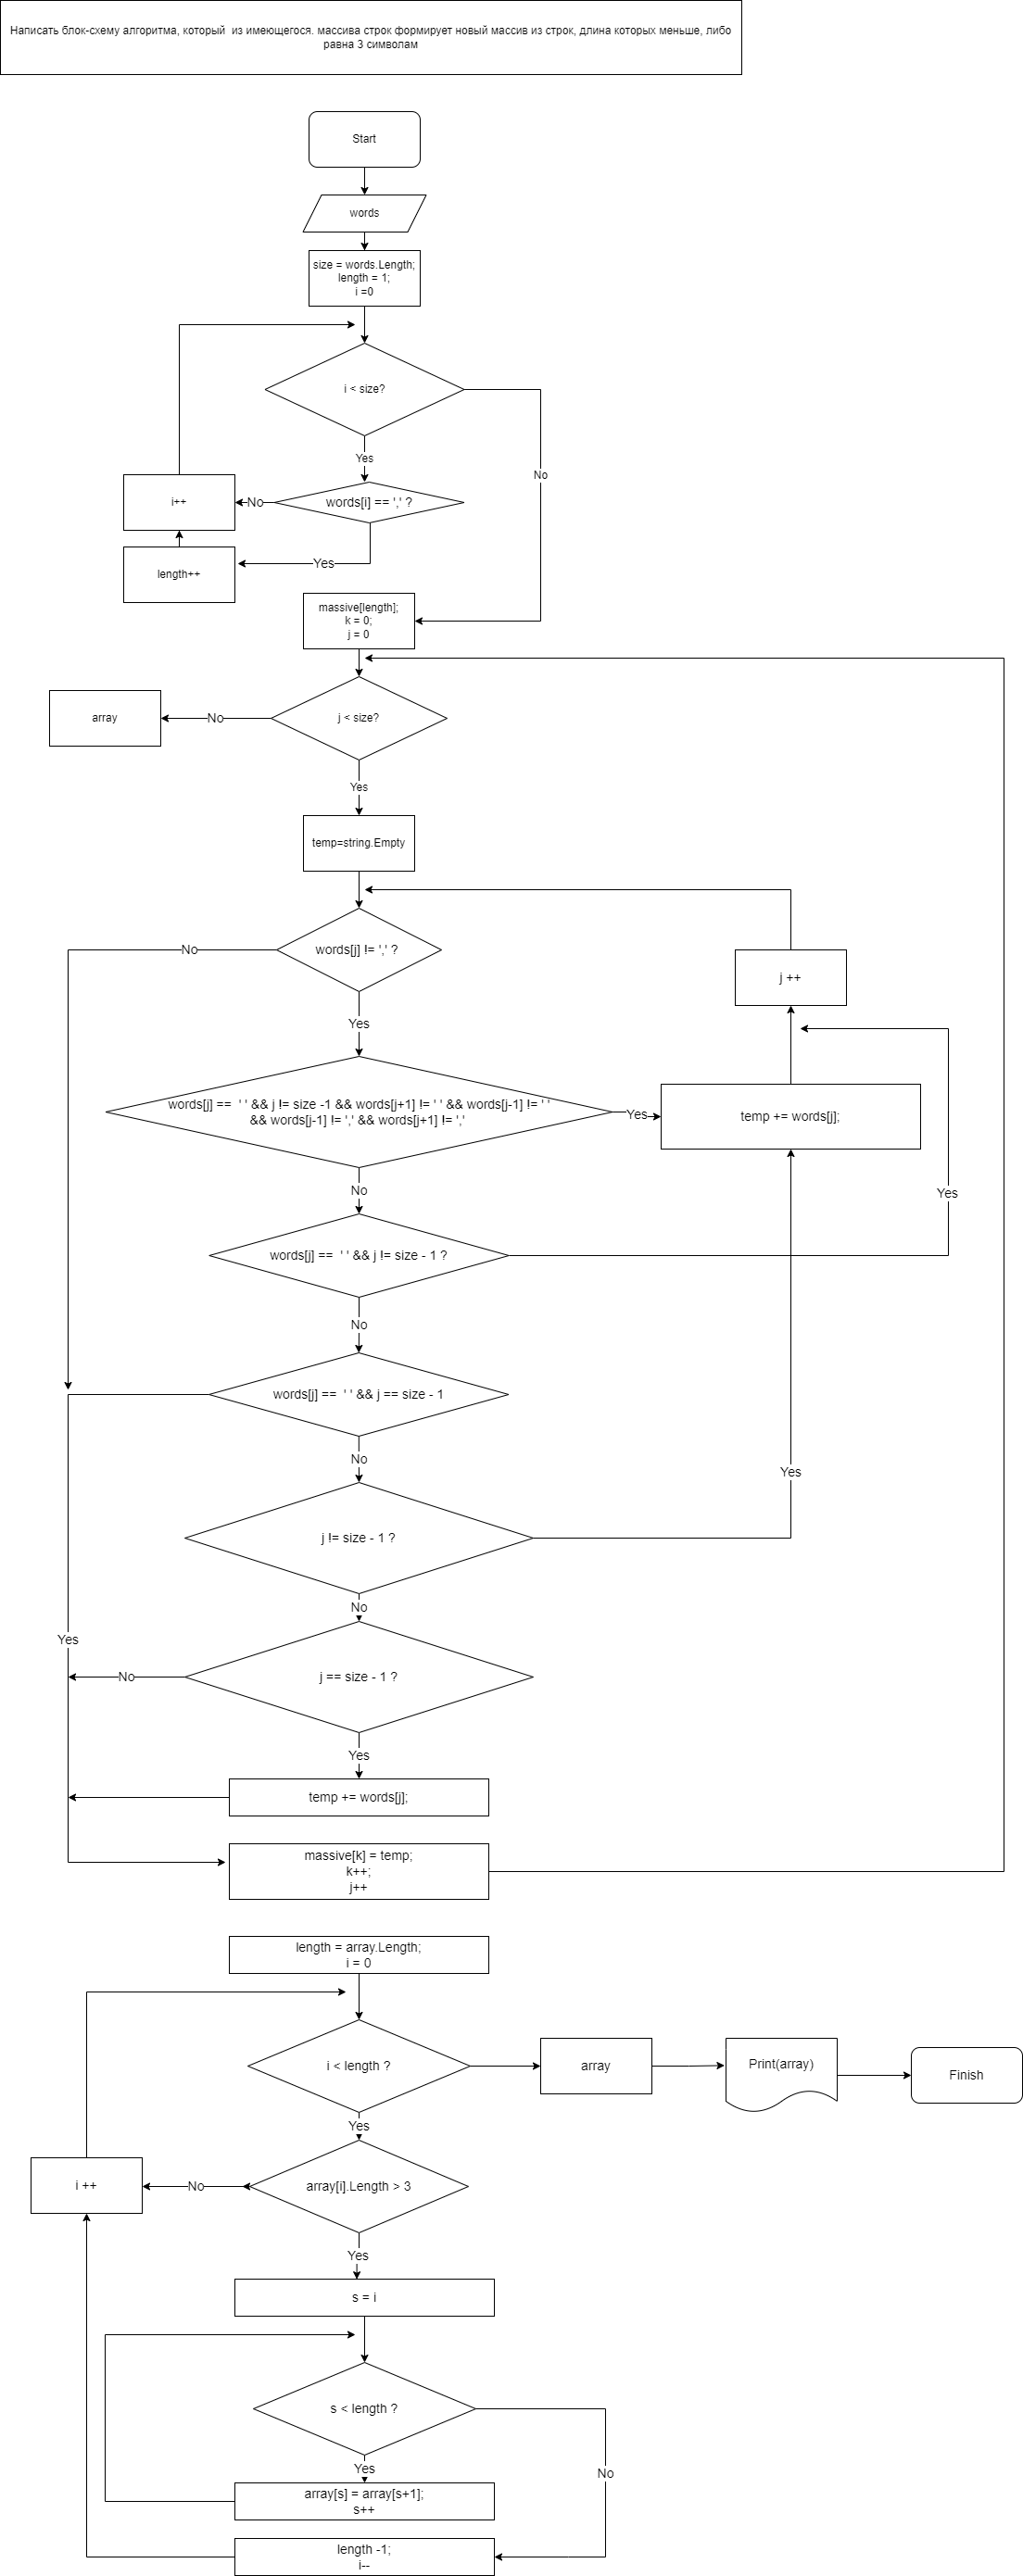 Написать блок-схему алгоритма, который  из имеющегося. массива строк формирует новый массив из строк, длина которых меньше, либо
равна 3 символам
Start
words
size = words.Length;
length = 1;
i =0
i < size?
Yes
No
words[i] == ',' ?
No
i++
Yes
length++
massive[length];
k = 0;
j = 0
j < size?
No
array
Yes
temp=string.Empty
words[j] != ',' ?
No
j ++
Yes
words[j] ==  ' ' && j != size -1 && words[j+1] != ' ' && words[j-1] != ' '
&& words[j-1] != ',' && words[j+1] != ','
Yes
temp += words[j];
No
Yes
words[j] ==  ' ' && j != size - 1 ?
No
words[j] ==  ' ' && j == size - 1
No
Yes
j != size - 1 ?
No
Yes
j == size - 1 ?
No
Yes
temp += words[j];
massive[k] = temp;
k++;
j++
length = array.Length;
i = 0
i < length ?
array
Print(array)
Finish
Yes
array[i].Length > 3
No
i ++
Yes
s = i
s < length ?
Yes
No
array[s] = array[s+1];
s++
length -1;
i--